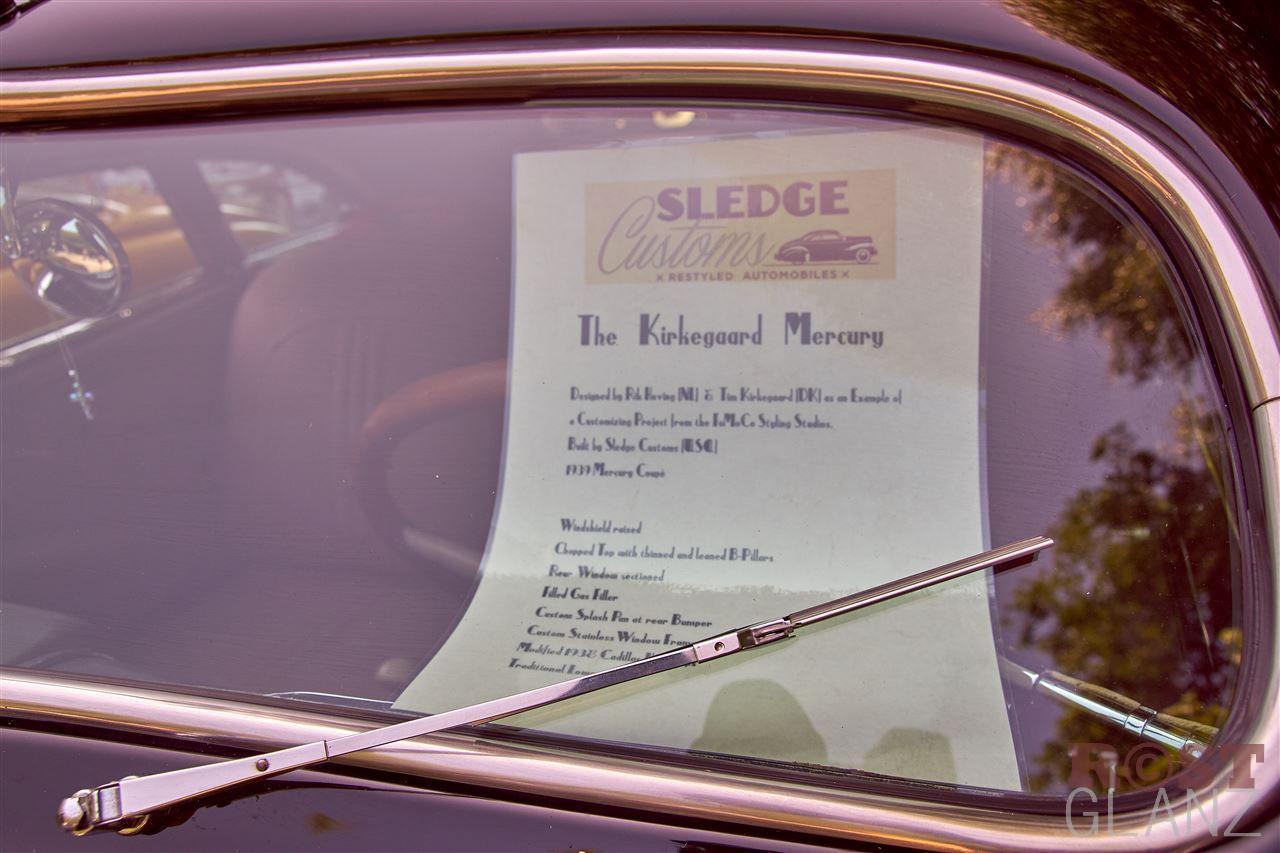 SLEDGE
Customs
x RESTYLED AUTOMOBILES x
The Kirkegaard Mercury
Designed by Rik Hoving (NL) & Tim Kirkegaard (DK) as an Example of
a Customizing Project from the FoMoCo Styling Studios.
Built by Sledge Customs (USA)
1939 Mercury Coupé
Windshield raised
Chopped Top with thinned and leaned B-Pillars
Rear Window sectioned
Filled Gas Filler
Custom Splash Pan at rear Bumper
Custom Stainless Window Fram
Modified 1938 Cadillac
Traditional
ROST
GLANZ